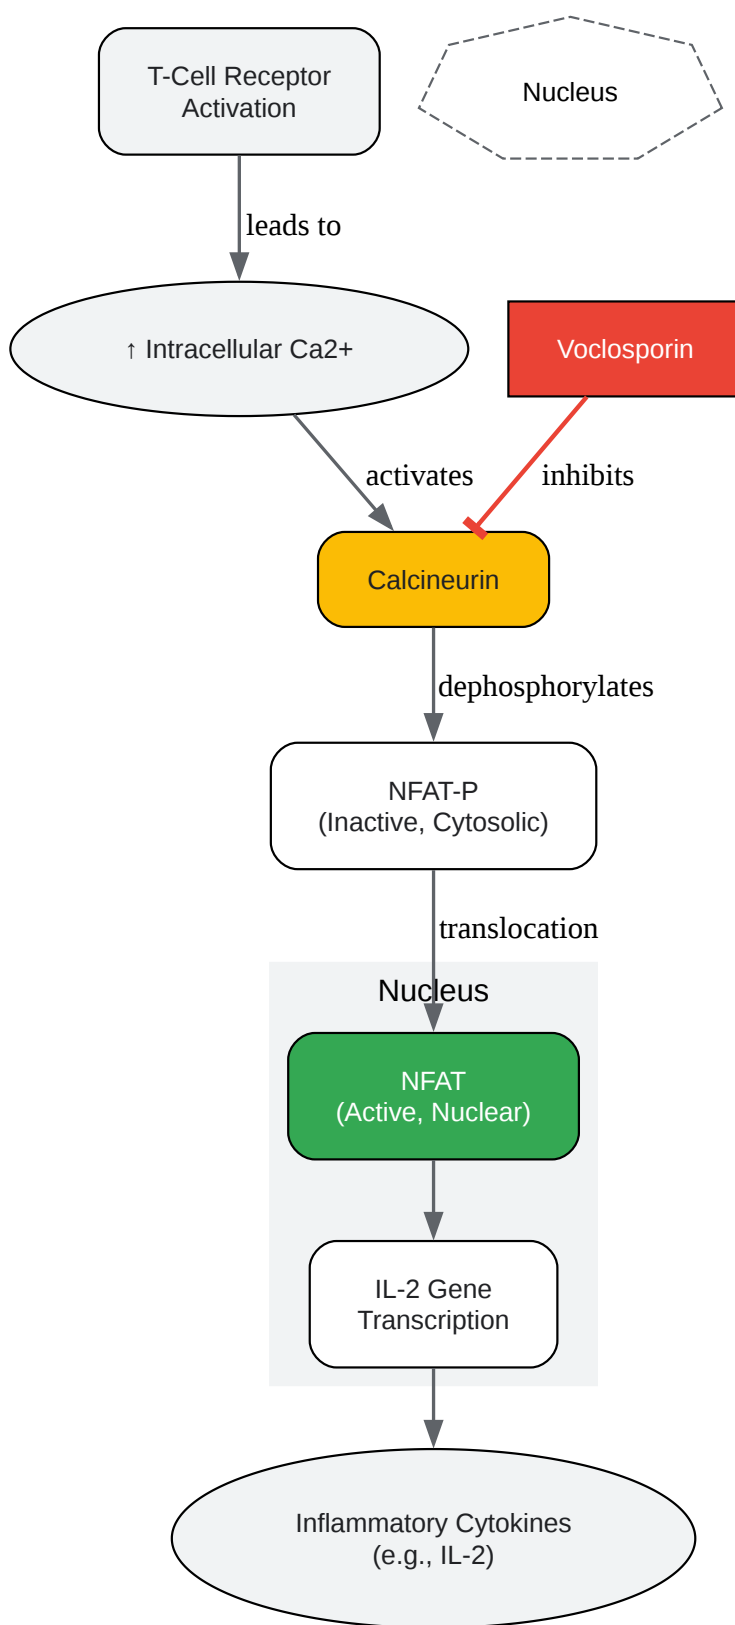 T-Cell Receptor
Activation
Nucleus
leads to
↑ Intracellular Ca2+
Voclosporin
activates
inhibits
Calcineurin
dephosphorylates
NFAT-P
(Inactive, Cytosolic)
translocation
Nucleus
NFAT
(Active, Nuclear)
IL-2 Gene
Transcription
Inflammatory Cytokines
(e.g., IL-2)